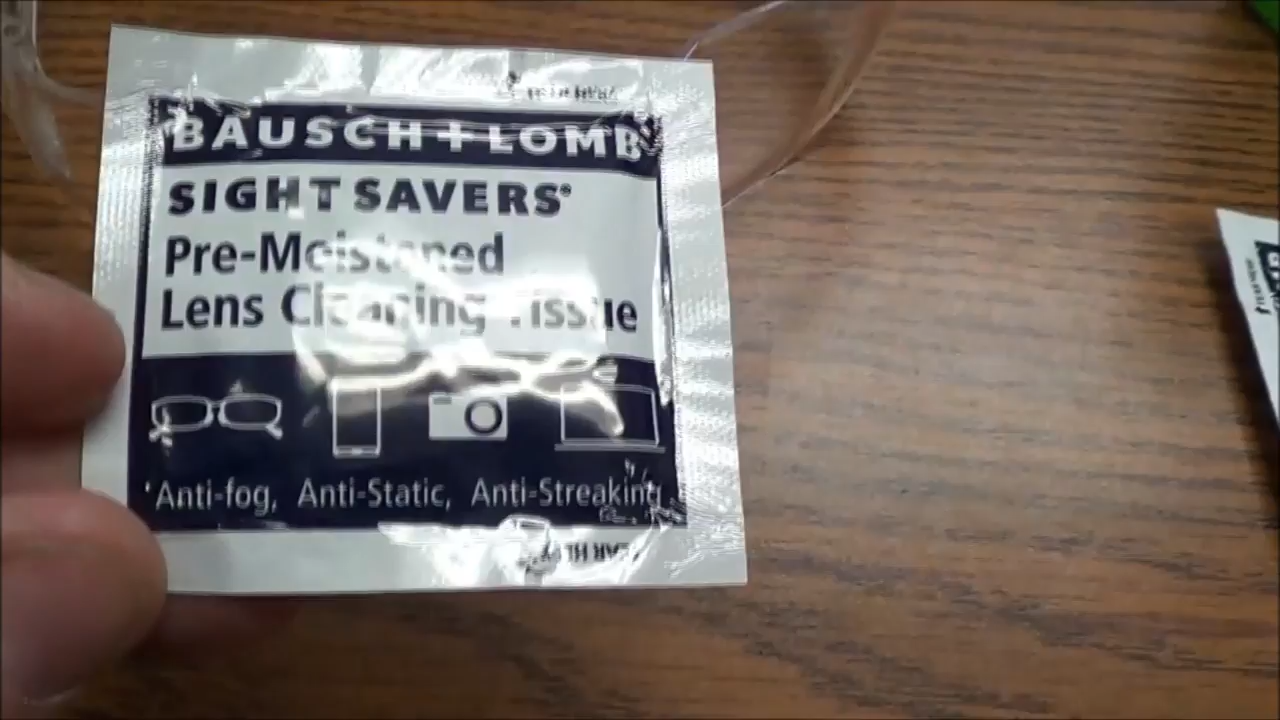 BAUSCH+LOMB
SIGHT SAVERS®
Pre-Moistened
Lens Cleaning Tissue
Anti-fog, Anti-Static, Anti-Streaking